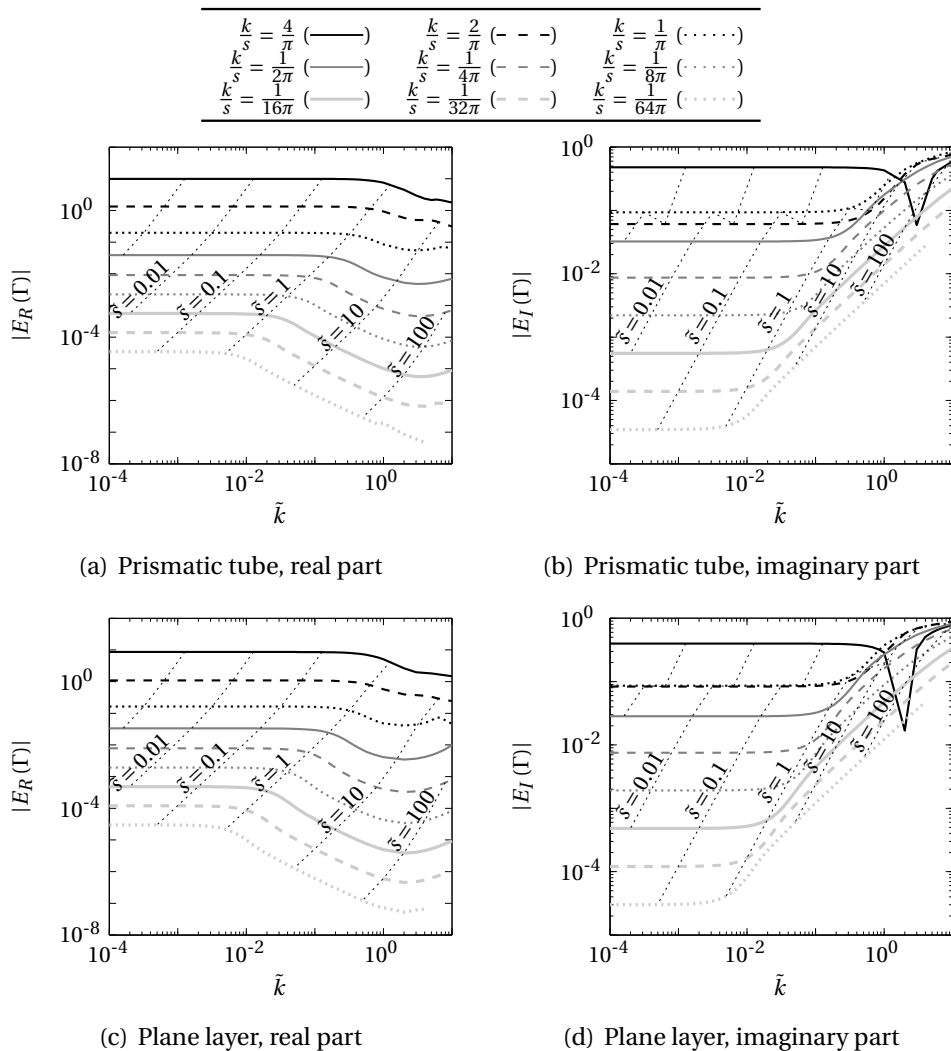 k/s = 4/π ( ) k/s = 2/π ( ) k/s = 1/π ( )
k/s = 1/2π ( ) k/s = 1/4π ( ) k/s = 1/8π ( )
k/s = 1/16π ( ) k/s = 1/32π ( ) k/s = 1/64π ( )
|E_R(Γ)|
10^0
10^-4
10^-8
s̃ = 0.01
s̃ = 0.1
s̃ = 1
s̃ = 10
s̃ = 100
10^-4 10^-2 10^0
k̃
(a) Prismatic tube, real part
|E_I(Γ)|
10^0
10^-2
10^-4
s̃ = 0.01
s̃ = 0.1
s̃ = 1
s̃ = 10
s = 100
10^-4 10^-2 10^0
k̃
(b) Prismatic tube, imaginary part
|E_R(Γ)|
10^0
10^-4
10^-8
s̃ = 0.01
s̃ = 0.1
s̃ = 1
s̃ = 10
s̃ = 100
10^-4 10^-2 10^0
k̃
(c) Plane layer, real part
|E_I(Γ)|
10^0
10^-2
10^-4
s̃ = 0.01
s̃ = 0.1
s̃ = 1
s̃ = 10
s = 100
10^-4 10^-2 10^0
k̃
(d) Plane layer, imaginary part